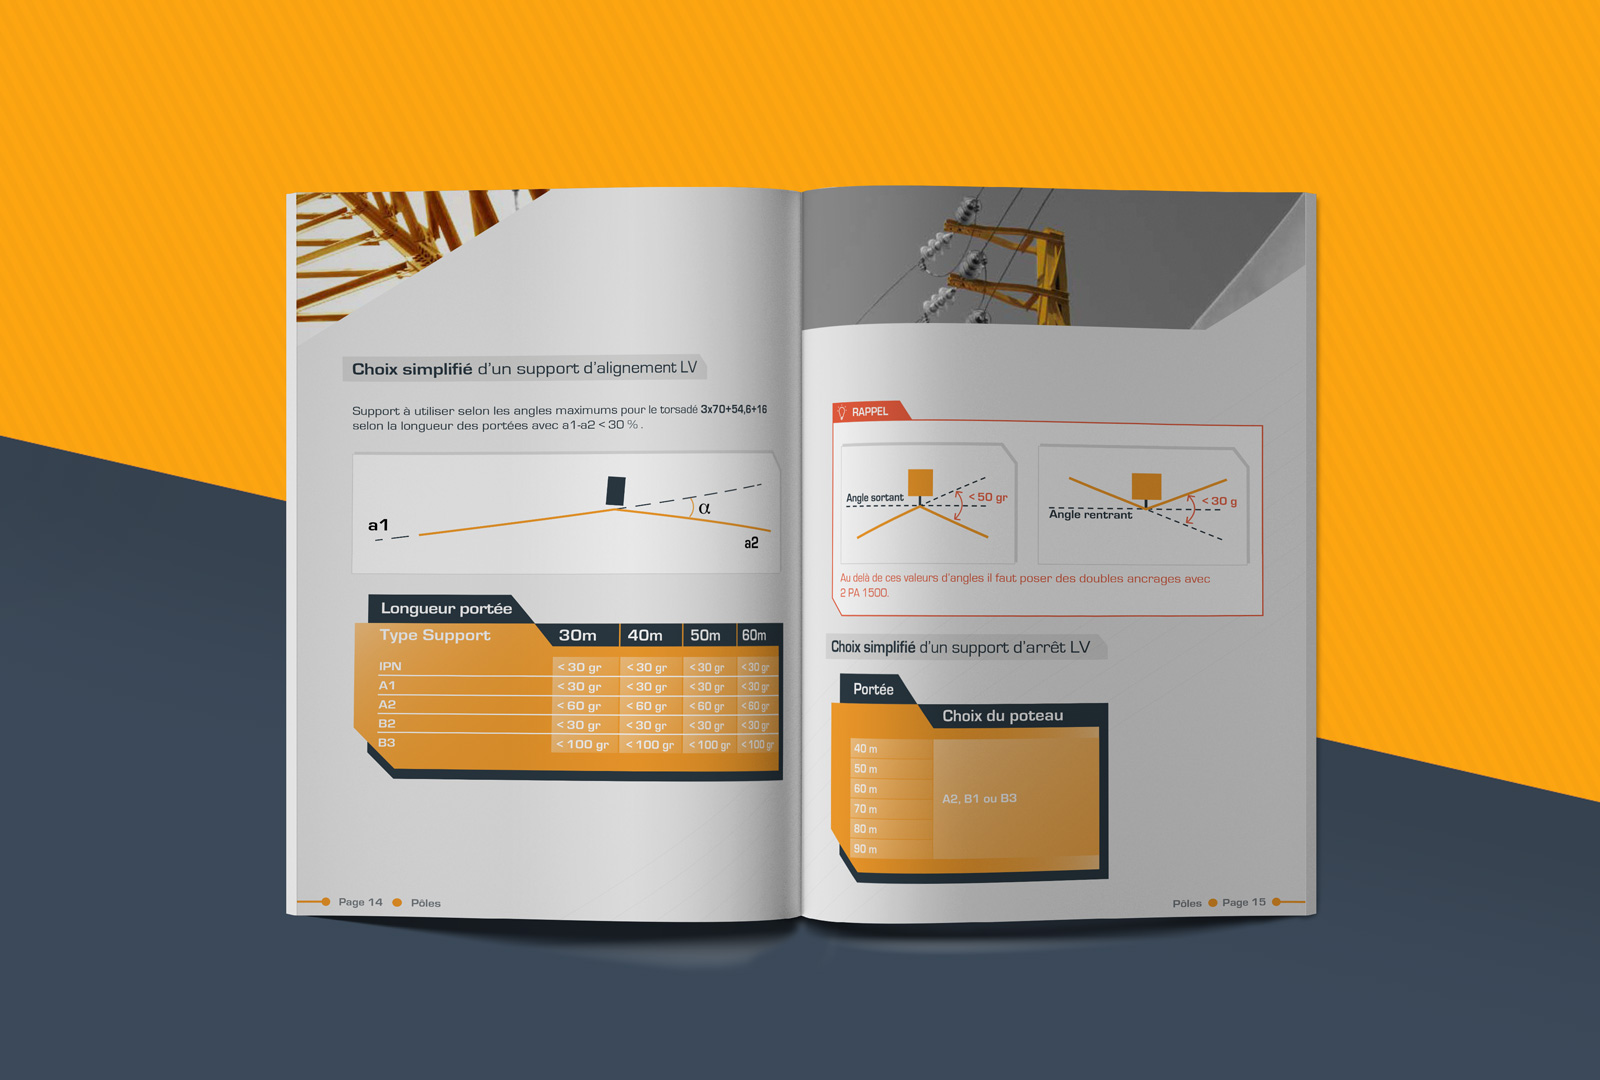 Choix simplifié d'un support d'alignement LV
Support à utiliser selon les angles maximums pour le torsadé 3x70+54,6+16
selon la longueur des portées avec a1-a2 < 30 % .
α
a1
a2
Longueur portée
Type Support 30m 40m 50m 60m
IPN < 30 gr < 30 gr < 30 gr < 30 gr
A1 < 30 gr < 30 gr < 30 gr < 30 gr
A2 < 60 gr < 60 gr < 60 gr < 60 gr
B2 < 30 gr < 30 gr < 30 gr < 30 gr
B3 < 100 gr < 100 gr < 100 gr < 100 gr
Page 14 Pôles
RAPPEL
Angle sortant < 50 gr
Angle rentrant < 30 g
Au delà de ces valeurs d'angles il faut poser des doubles ancrages avec
2 PA 1500.
Choix simplifié d'un support d'arrêt LV
Portée
Choix du poteau
40 m
50 m
60 m
70 m
80 m
90 m
A2, B1 ou B3
Pôles Page 15